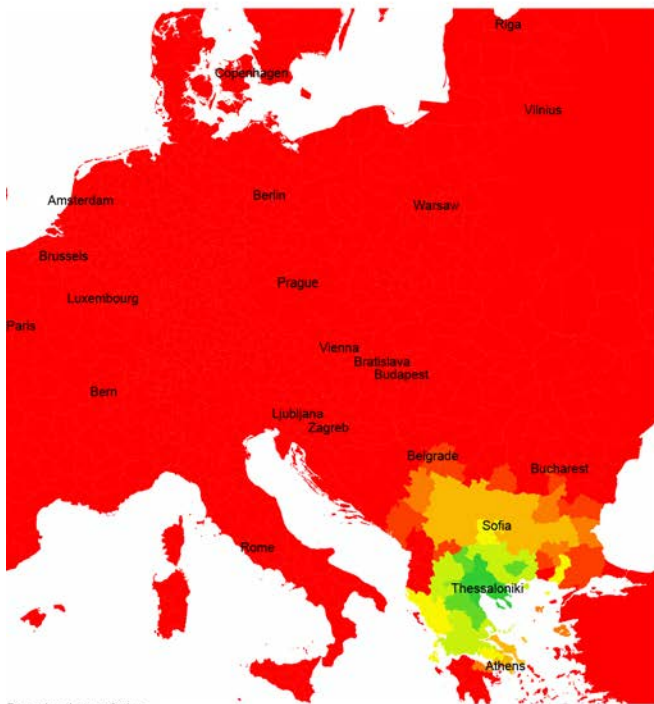 Riga
Copenhagen
Vilnius
Berlin
Amsterdam
Warsaw
Brussels
Prague
Luxembourg
Paris
Vienna
Bratislava
Budapest
Bern
Ljubljana
Zagreb
Belgrade
Bucharest
Sofia
Rome
Thessaloniki
Athens